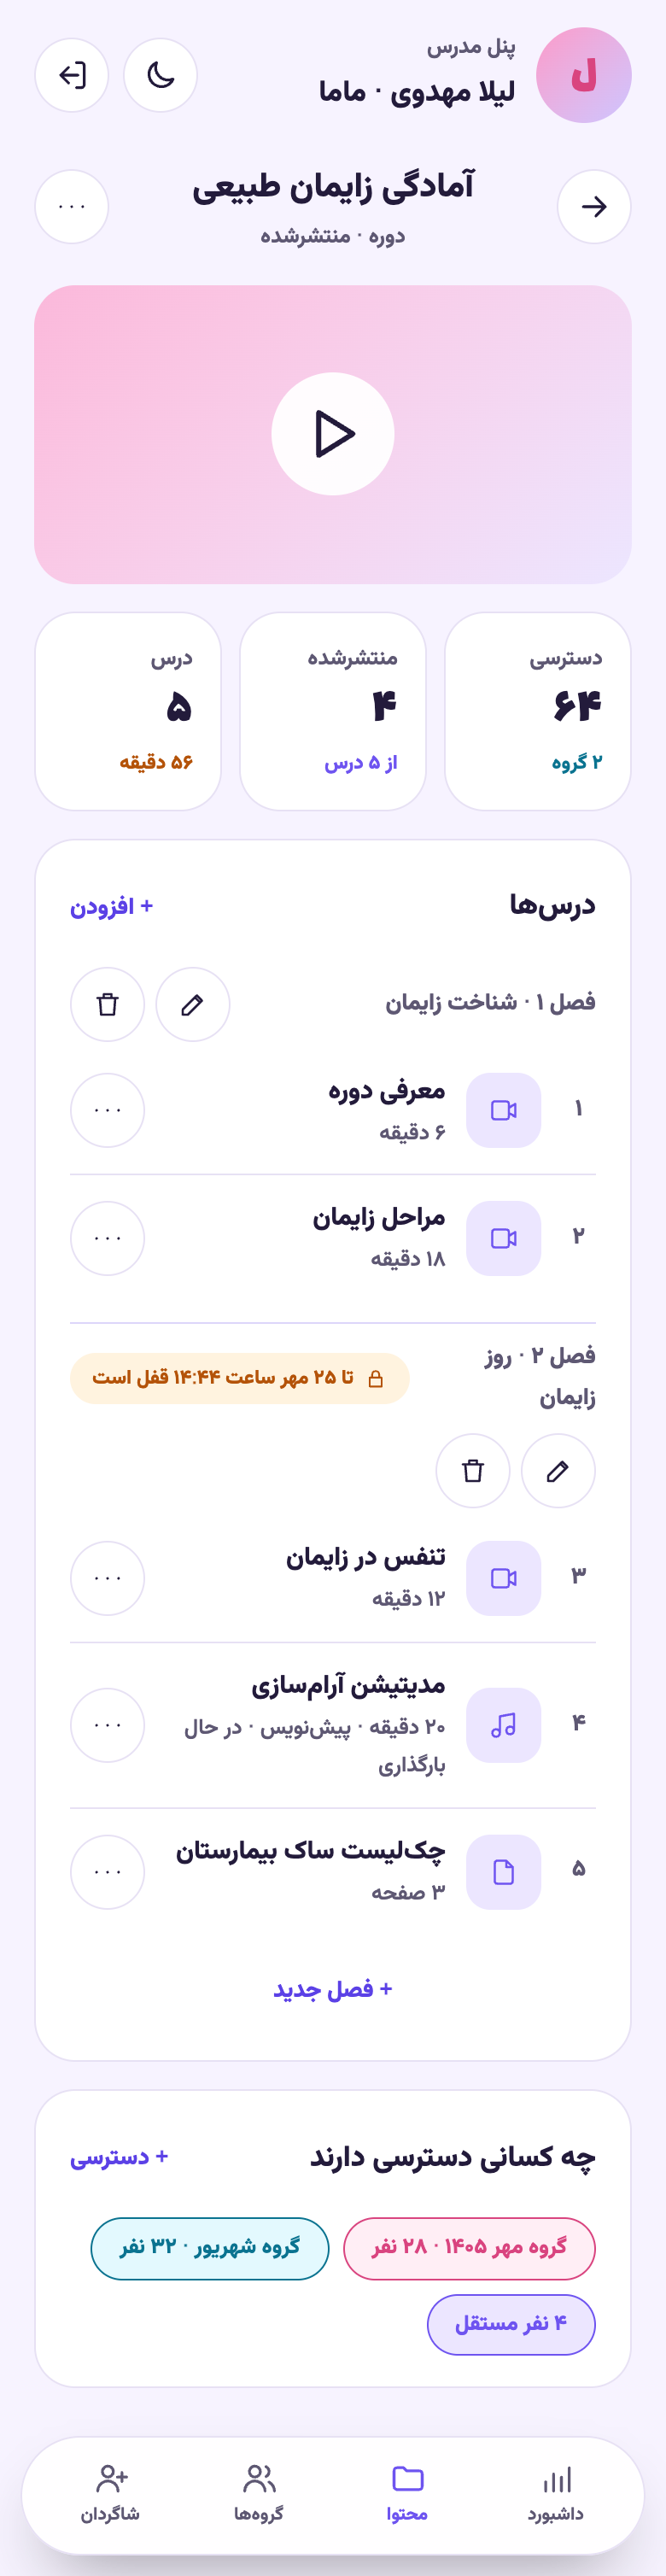 ل
پنل مدرس
لیلا مهدوی · ماما
آمادگی زایمان طبیعی
دوره · منتشرشده
دسترسی
۶۴
۲ گروه
منتشرشده
۴
از ۵ درس
درس
۵
۵۶ دقیقه
درس‌ها
+ افزودن
فصل ۱ · شناخت زایمان
۱
معرفی دوره
۶ دقیقه
۲
مراحل زایمان
۱۸ دقیقه
فصل ۲ · روز
زایمان
تا ۲۵ مهر ساعت ۱۴:۴۴ قفل است
۳
تنفس در زایمان
۱۲ دقیقه
۴
مدیتیشن آرام‌سازی
۲۰ دقیقه · پیش‌نویس · در حال
بارگذاری
۵
چک‌لیست ساک بیمارستان
۳ صفحه
+ فصل جدید
چه کسانی دسترسی دارند
+ دسترسی
گروه مهر ۱۴۰۵ · ۲۸ نفر
گروه شهریور · ۳۲ نفر
۴ نفر مستقل
داشبورد
محتوا
گروه‌ها
شاگردان